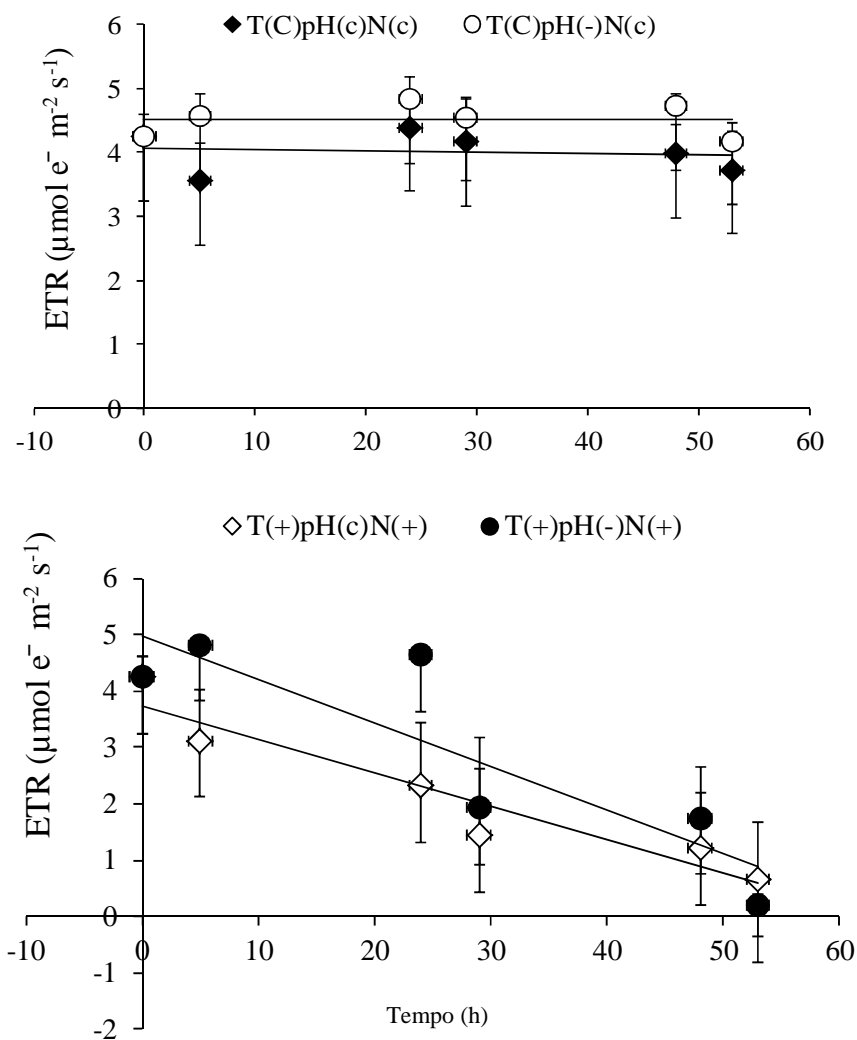 T(C)pH(c)N(c) T(C)pH(-)N(c)
ETR (µmol e⁻ m⁻² s⁻¹)
6
5
4
3
2
1
0
-10 0 10 20 30 40 50 60
T(+)pH(c)N(+) T(+)pH(-)N(+)
ETR (µmol e⁻ m⁻² s⁻¹)
6
5
4
3
2
1
0
-10 0 10 20 30 40 50 60
-1
-2
Tempo (h)